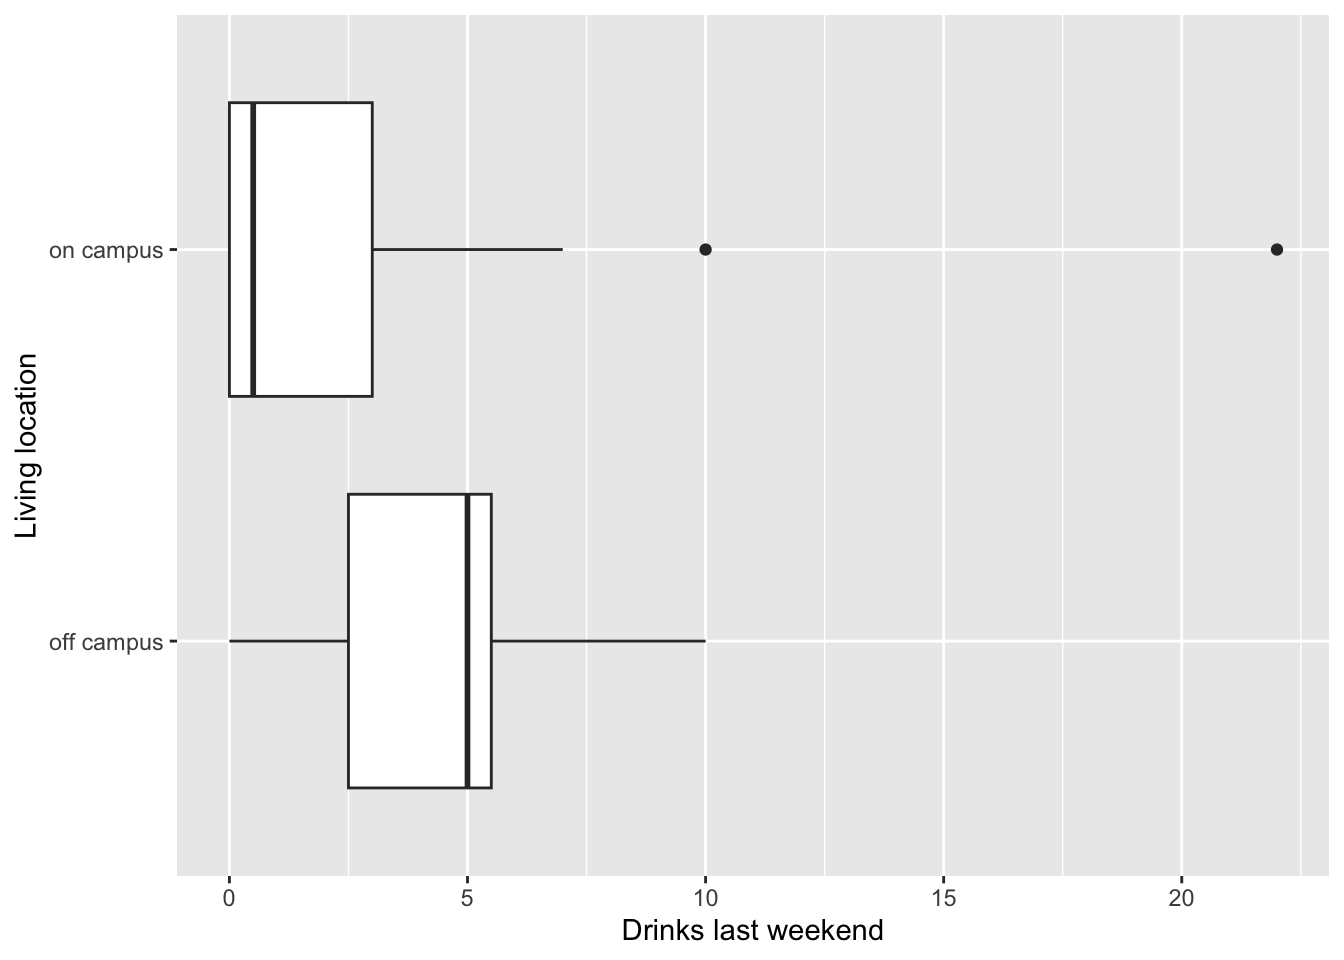 Living location
on campus
off campus
0 5 10 15 20
Drinks last weekend